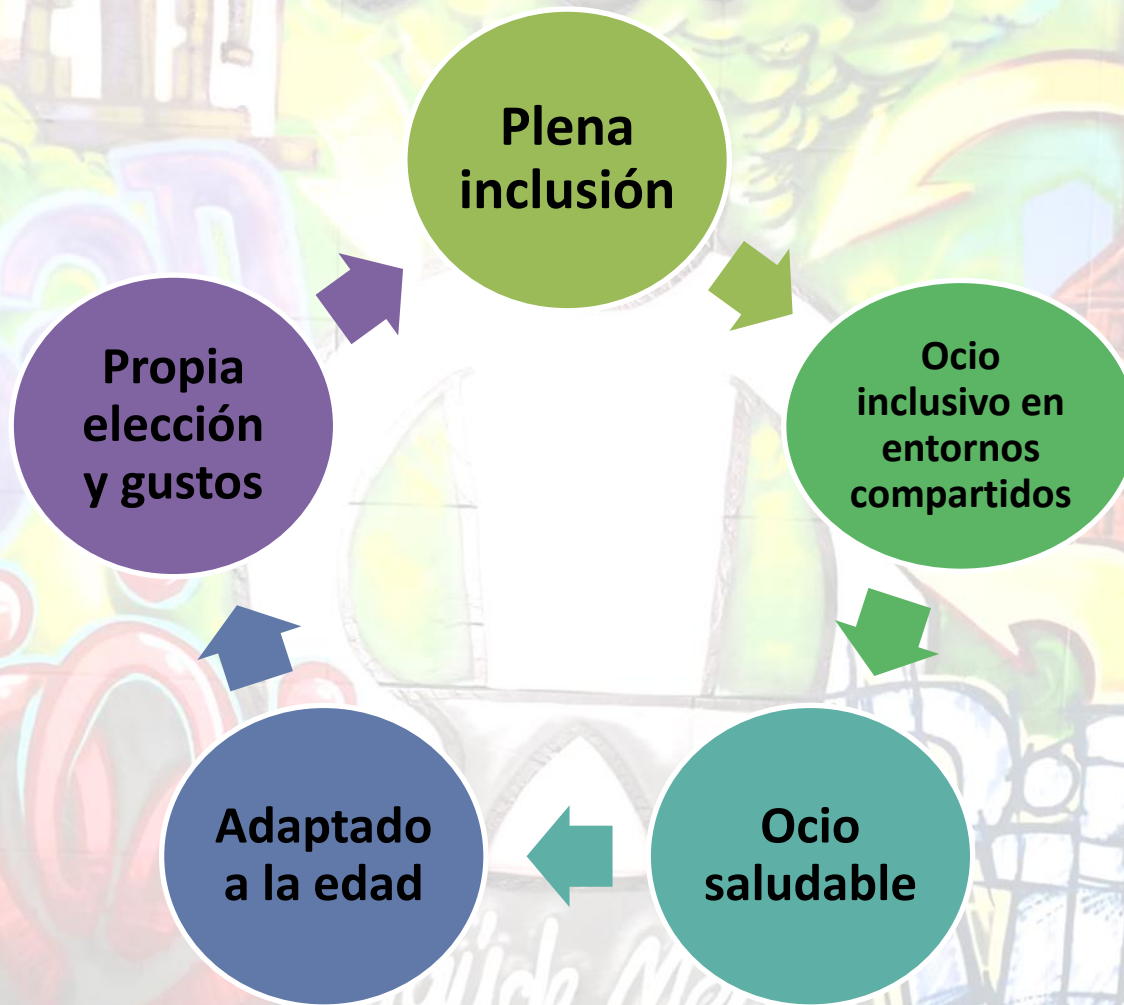 Plena
inclusión
Ocio
inclusivo en
entornos
compartidos
Ocio
saludable
Adaptado
a la edad
Propia
elección
y gustos